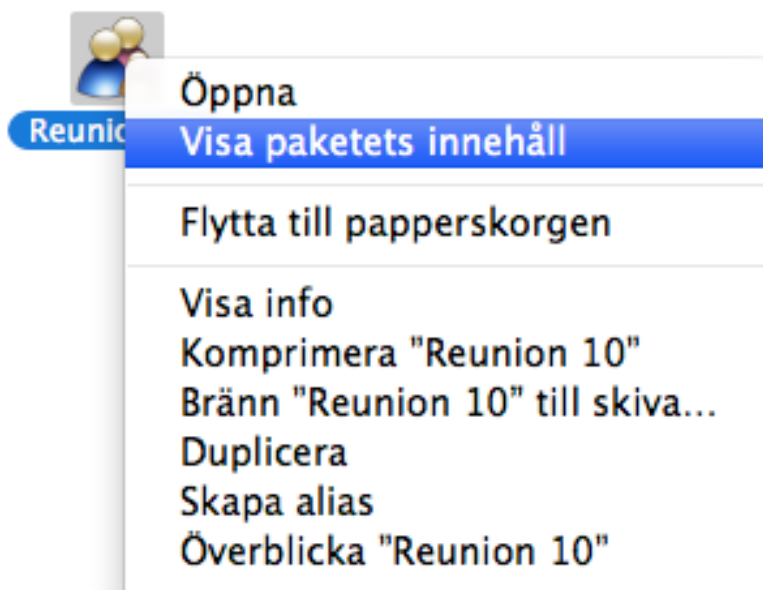 Öppna
Reunio
Visa paketets innehåll
Flytta till papperskorgen
Visa info
Komprimera "Reunion 10"
Bränn "Reunion 10" till skiva...
Duplicera
Skapa alias
Överblicka "Reunion 10"